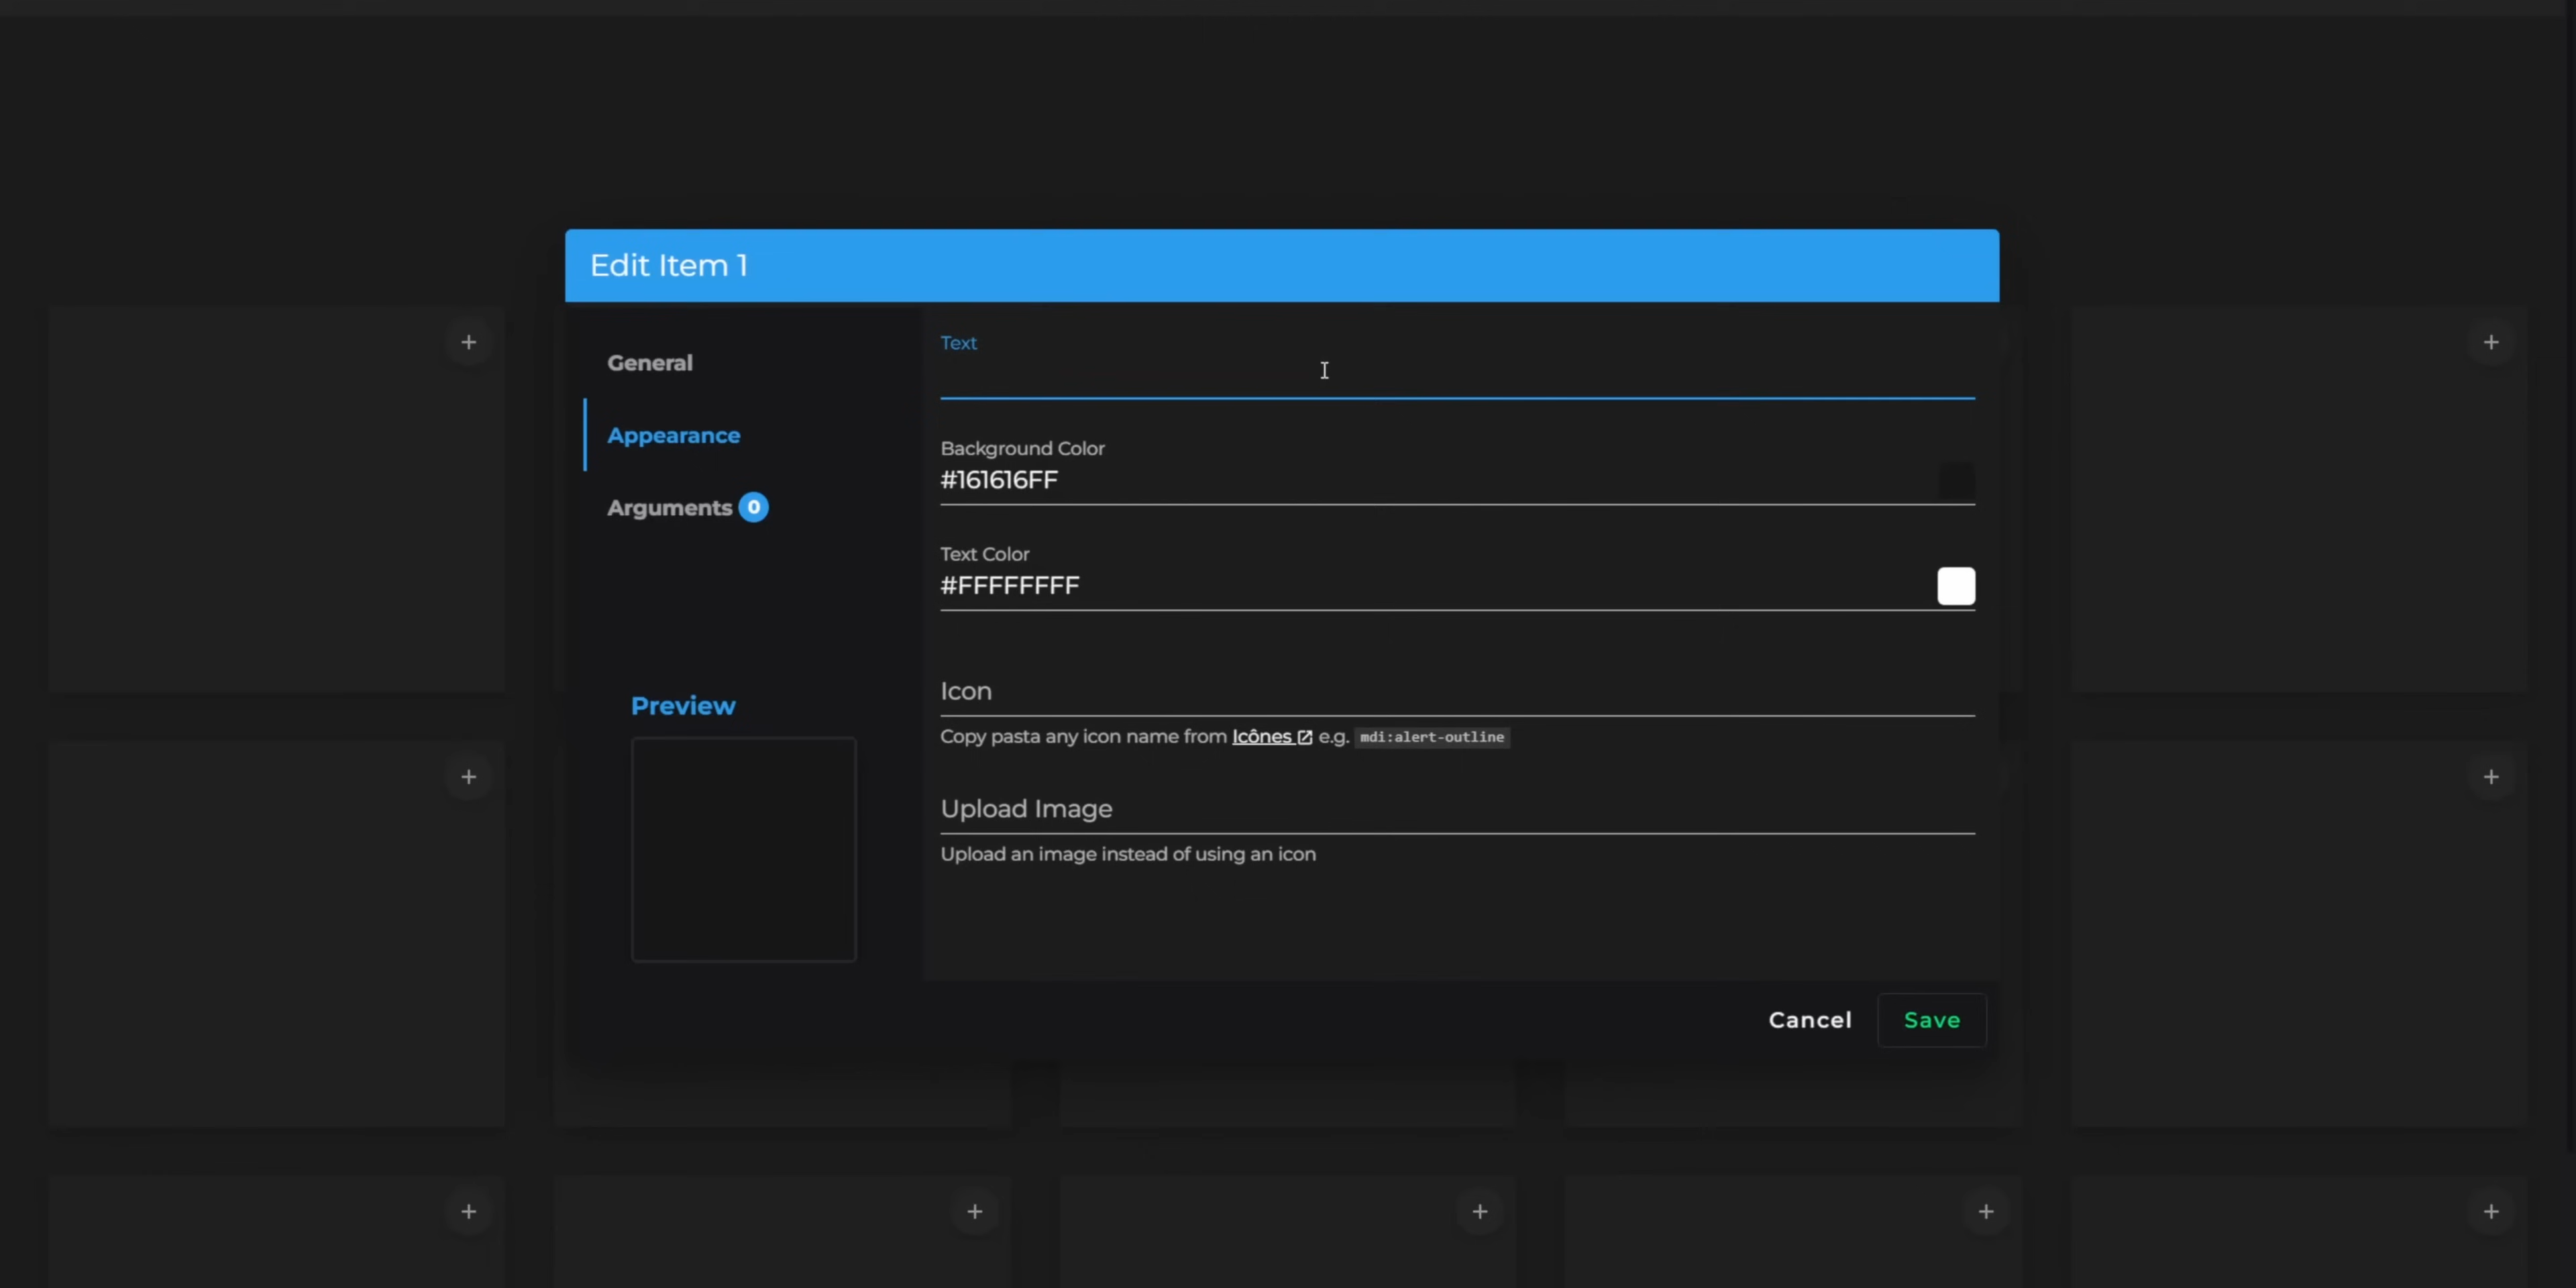 Edit Item 1
General
Appearance
Arguments 0
Preview
Text
Background Color
#161616FF
Text Color
#FFFFFFFF
Icon
Copy pasta any icon name from Icônes e.g. mdi:alert-outline
Upload Image
Upload an image instead of using an icon
Cancel
Save